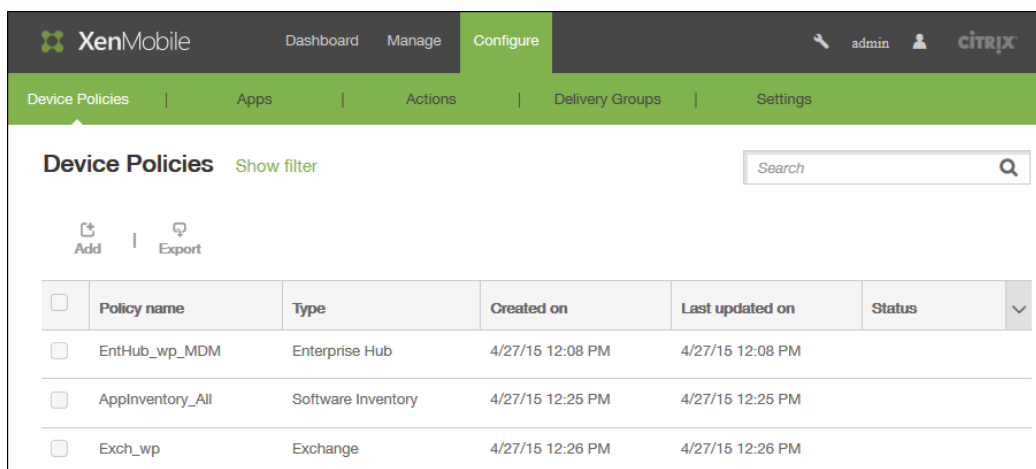 XenMobile Dashboard Manage Configure admin CİTRIX
Device Policies | Apps | Actions | Delivery Groups | Settings
Device Policies Show filter Search
Add | Export
Policy name Type Created on Last updated on Status
EntHub_wp_MDM Enterprise Hub 4/27/15 12:08 PM 4/27/15 12:08 PM
AppInventory_All Software Inventory 4/27/15 12:25 PM 4/27/15 12:25 PM
Exch_wp Exchange 4/27/15 12:26 PM 4/27/15 12:26 PM